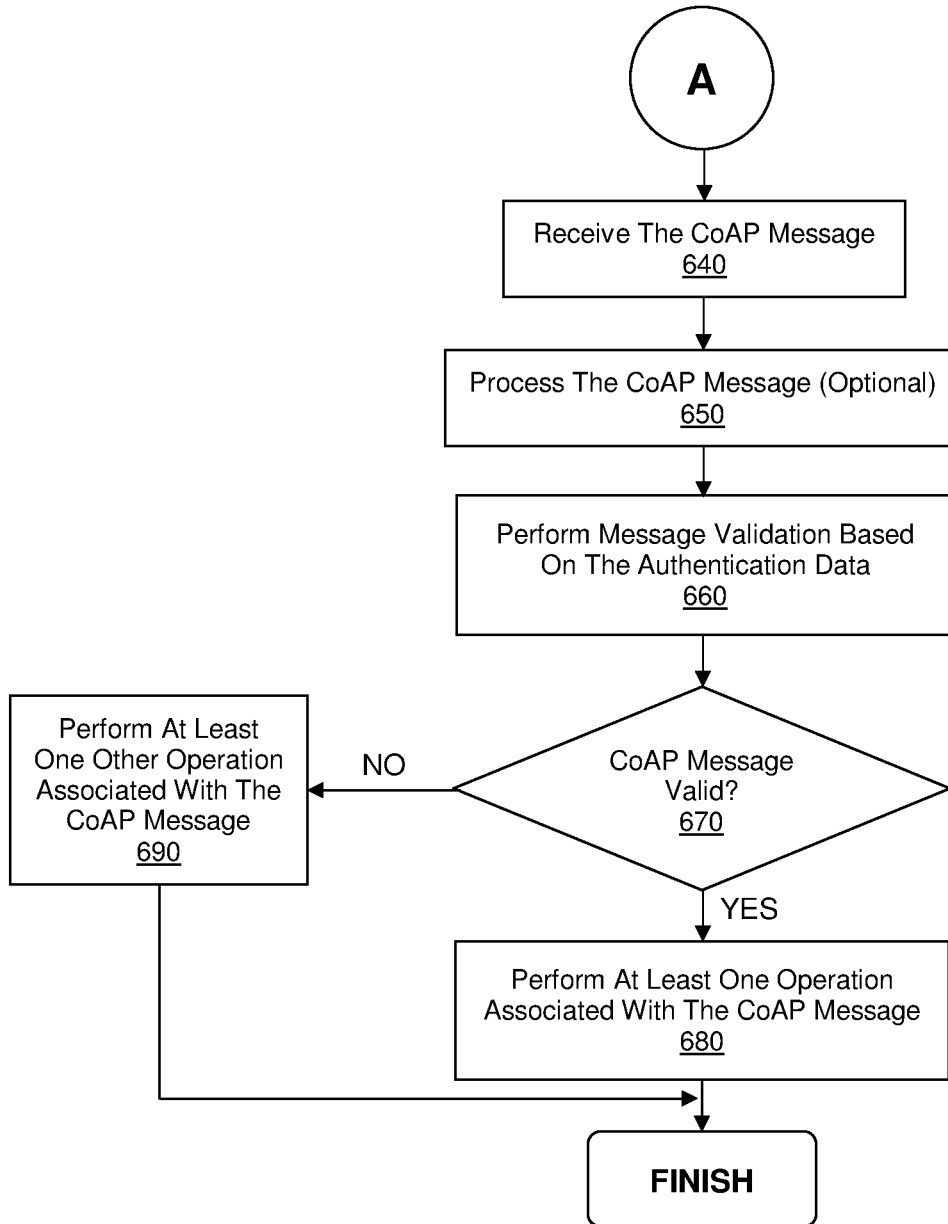 A
Receive The CoAP Message
640
Process The CoAP Message (Optional)
650
Perform Message Validation Based
On The Authentication Data
660
CoAP Message
Valid?
670
NO
Perform At Least
One Other Operation
Associated With The
CoAP Message
690
YES
Perform At Least One Operation
Associated With The CoAP Message
680
FINISH